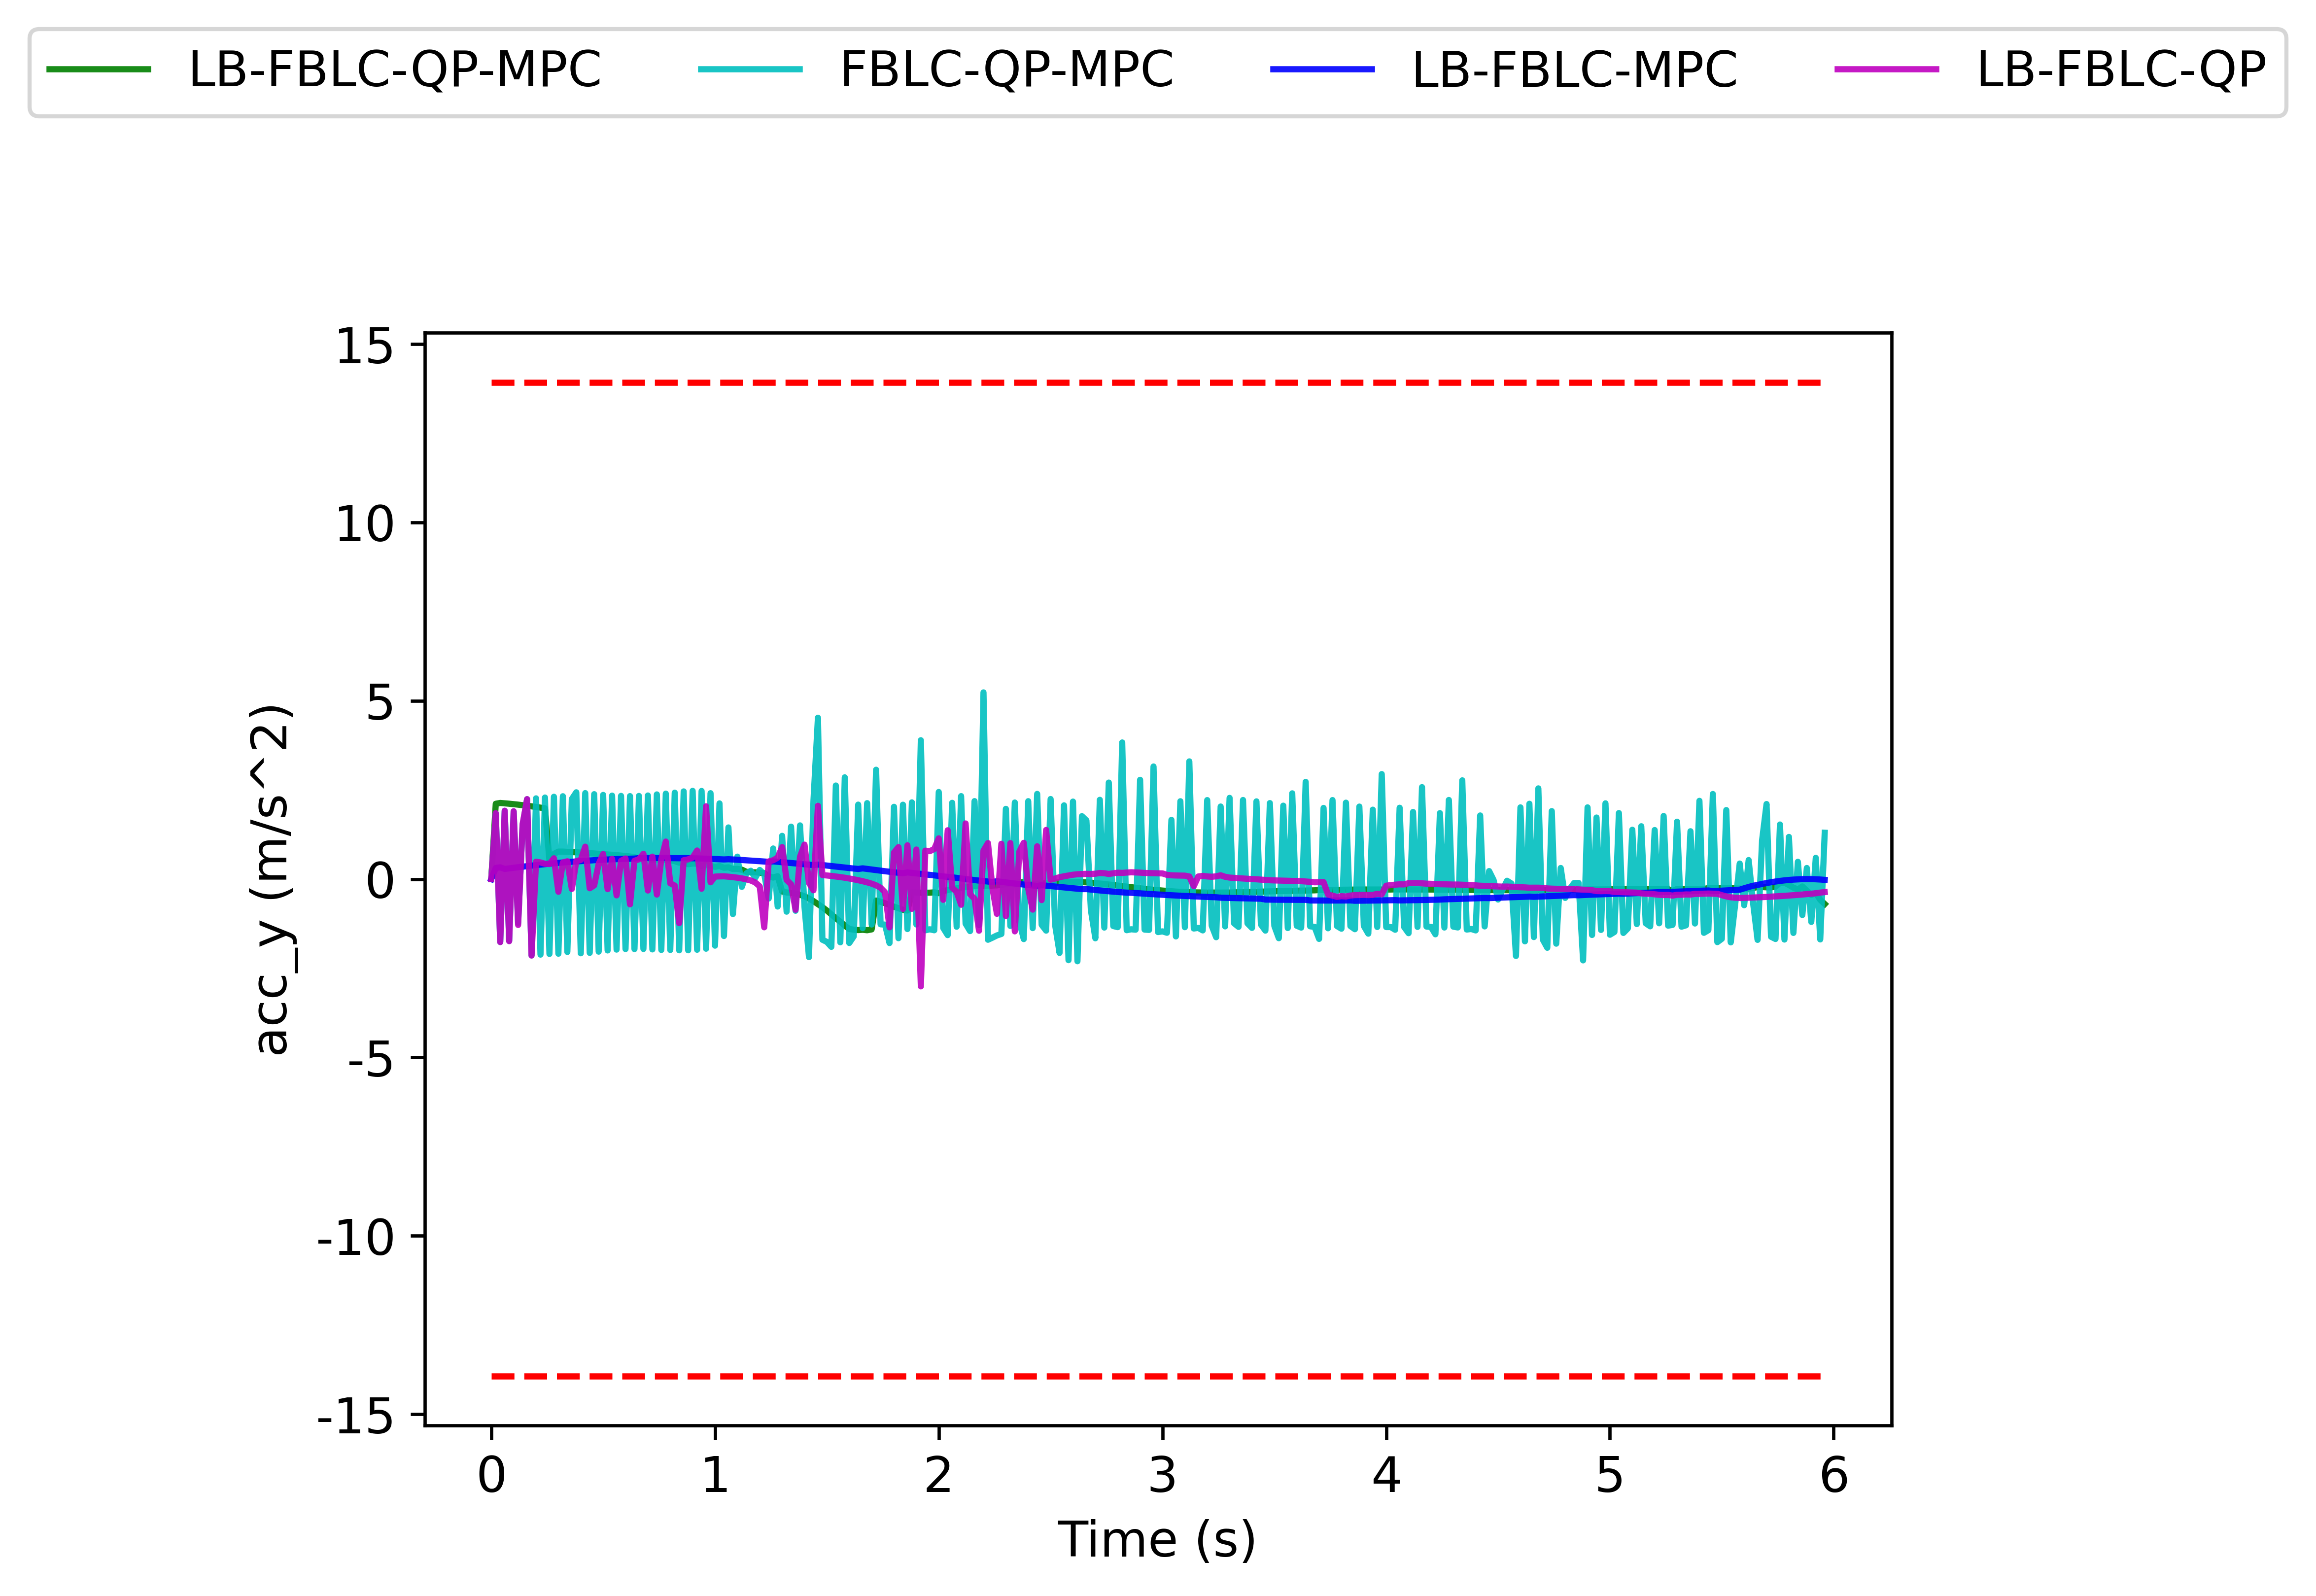 LB-FBLC-QP-MPC FBLC-QP-MPC LB-FBLC-MPC LB-FBLC-QP
15
10
5
0
-5
-10
-15
acc_y (m/s^2)
0 1 2 3 4 5 6
Time (s)